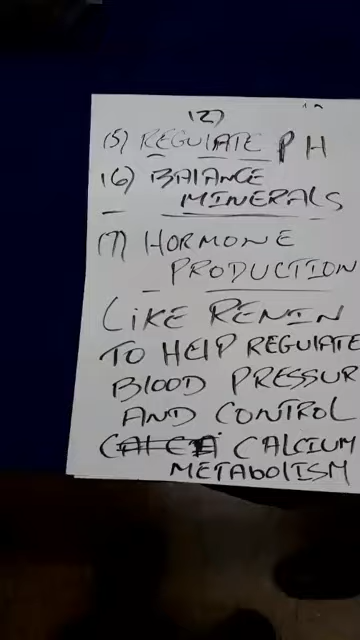 (2)
(5) REGULATE PH
(6) BALANCE
MINERALS
(7) HORMONE
PRODUCTION
LIKE RENIN
TO HELP REGULATE
BLOOD PRESSUR
AND CONTROL
CALCIUM
METABOLISM